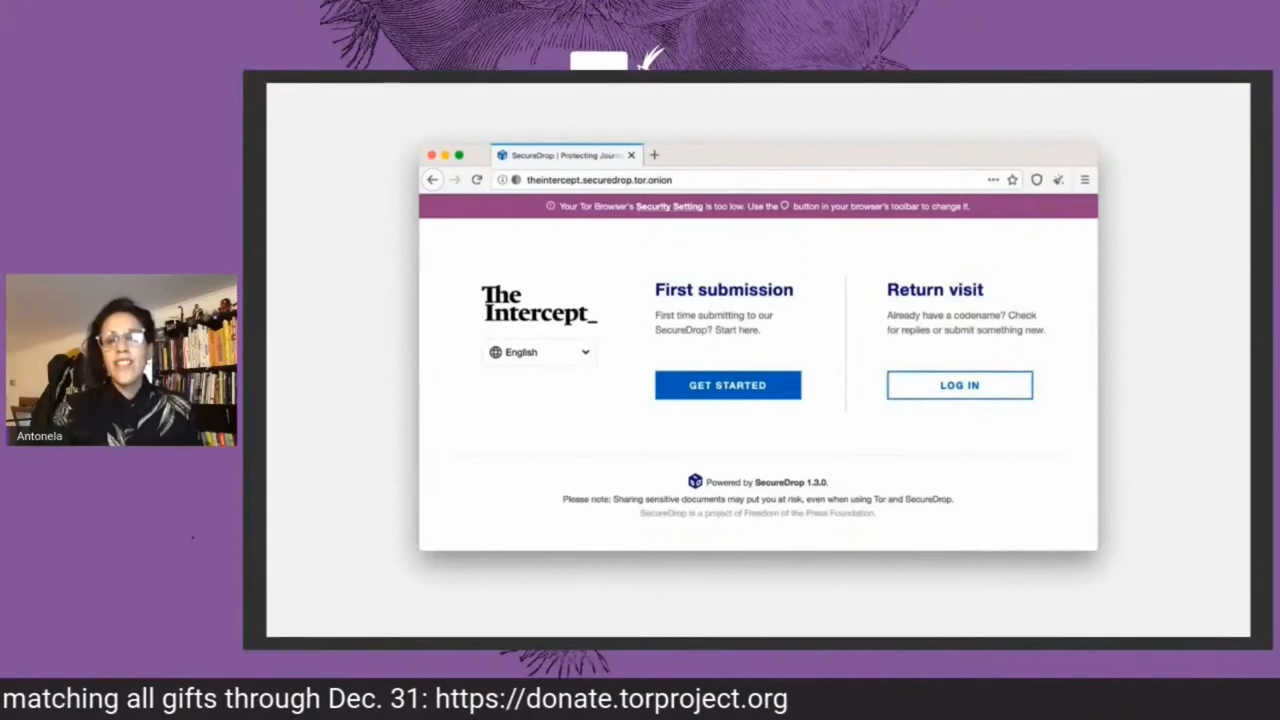 SecureDrop | Protecting Journ
theintercept.securedrop.tor.onion
Your Tor Browser's Security Setting is too low. Use the button in your browser's toolbar to change it.
The
Intercept_
English
First submission
First time submitting to our
SecureDrop? Start here.
GET STARTED
Return visit
Already have a codename? Check
for replies or submit something new.
LOG IN
Powered by SecureDrop 1.3.0.
Please note: Sharing sensitive documents may put you at risk, even when using Tor and SecureDrop.
SecureDrop is a project of Freedom of the Press Foundation.
Antonela
matching all gifts through Dec. 31: https://donate.torproject.org